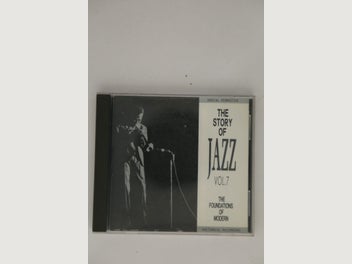 THE
STORY
OF
JAZZ
VOL.7
THE
FOUNDATIONS
OF
MODERN